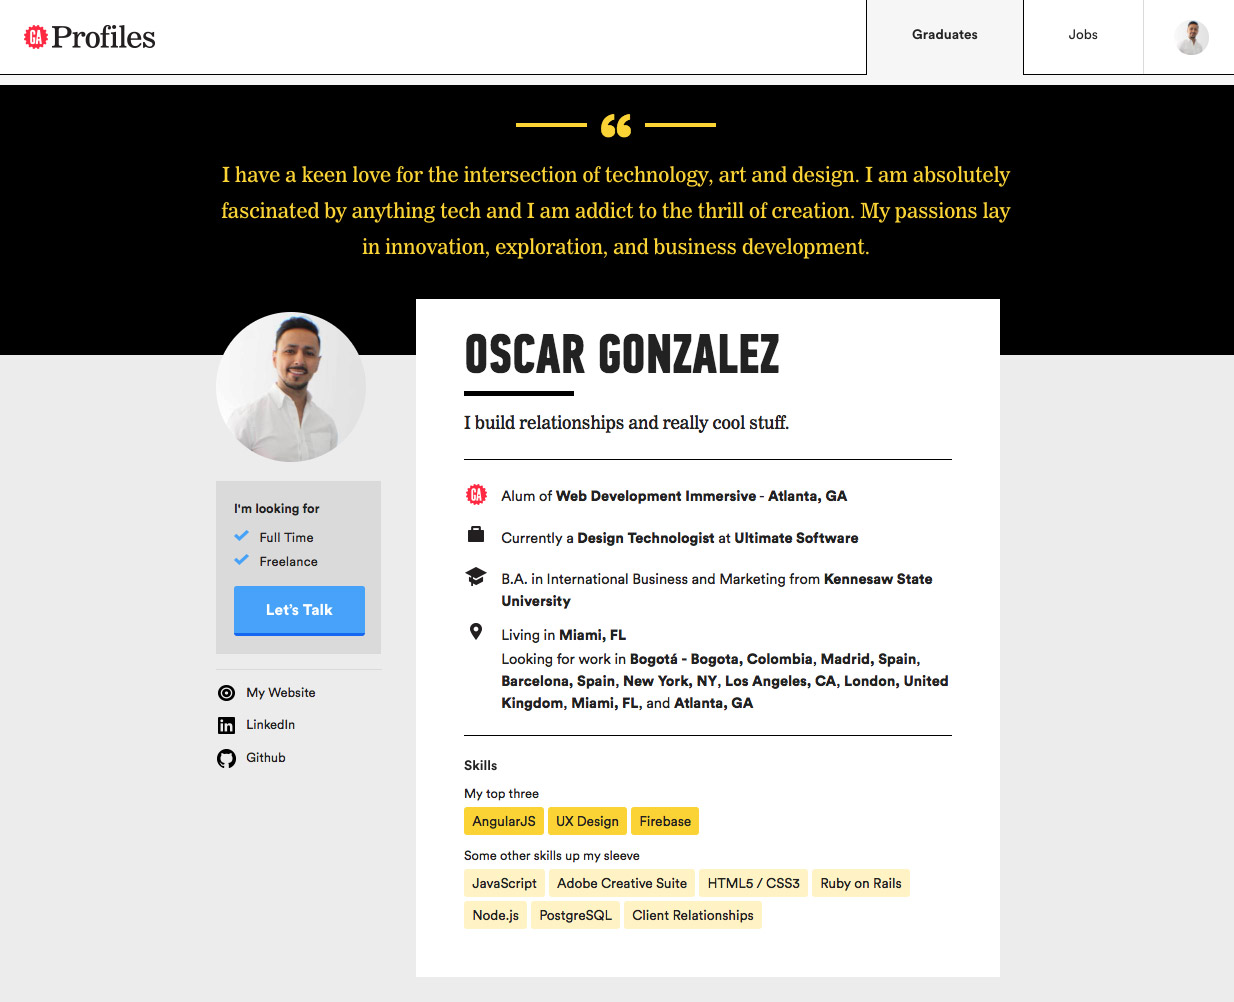 GA Profiles
Graduates
Jobs
“
I have a keen love for the intersection of technology, art and design. I am absolutely
fascinated by anything tech and I am addict to the thrill of creation. My passions lay
in innovation, exploration, and business development.
OSCAR GONZALEZ
I build relationships and really cool stuff.
GA Alum of Web Development Immersive - Atlanta, GA
Currently a Design Technologist at Ultimate Software
B.A. in International Business and Marketing from Kennesaw State
University
Living in Miami, FL
Looking for work in Bogotá - Bogota, Colombia, Madrid, Spain,
Barcelona, Spain, New York, NY, Los Angeles, CA, London, United
Kingdom, Miami, FL, and Atlanta, GA
I'm looking for
Full Time
Freelance
Let's Talk
My Website
in LinkedIn
Github
Skills
My top three
AngularJS UX Design Firebase
Some other skills up my sleeve
JavaScript Adobe Creative Suite HTML5 / CSS3 Ruby on Rails
Node.js PostgreSQL Client Relationships